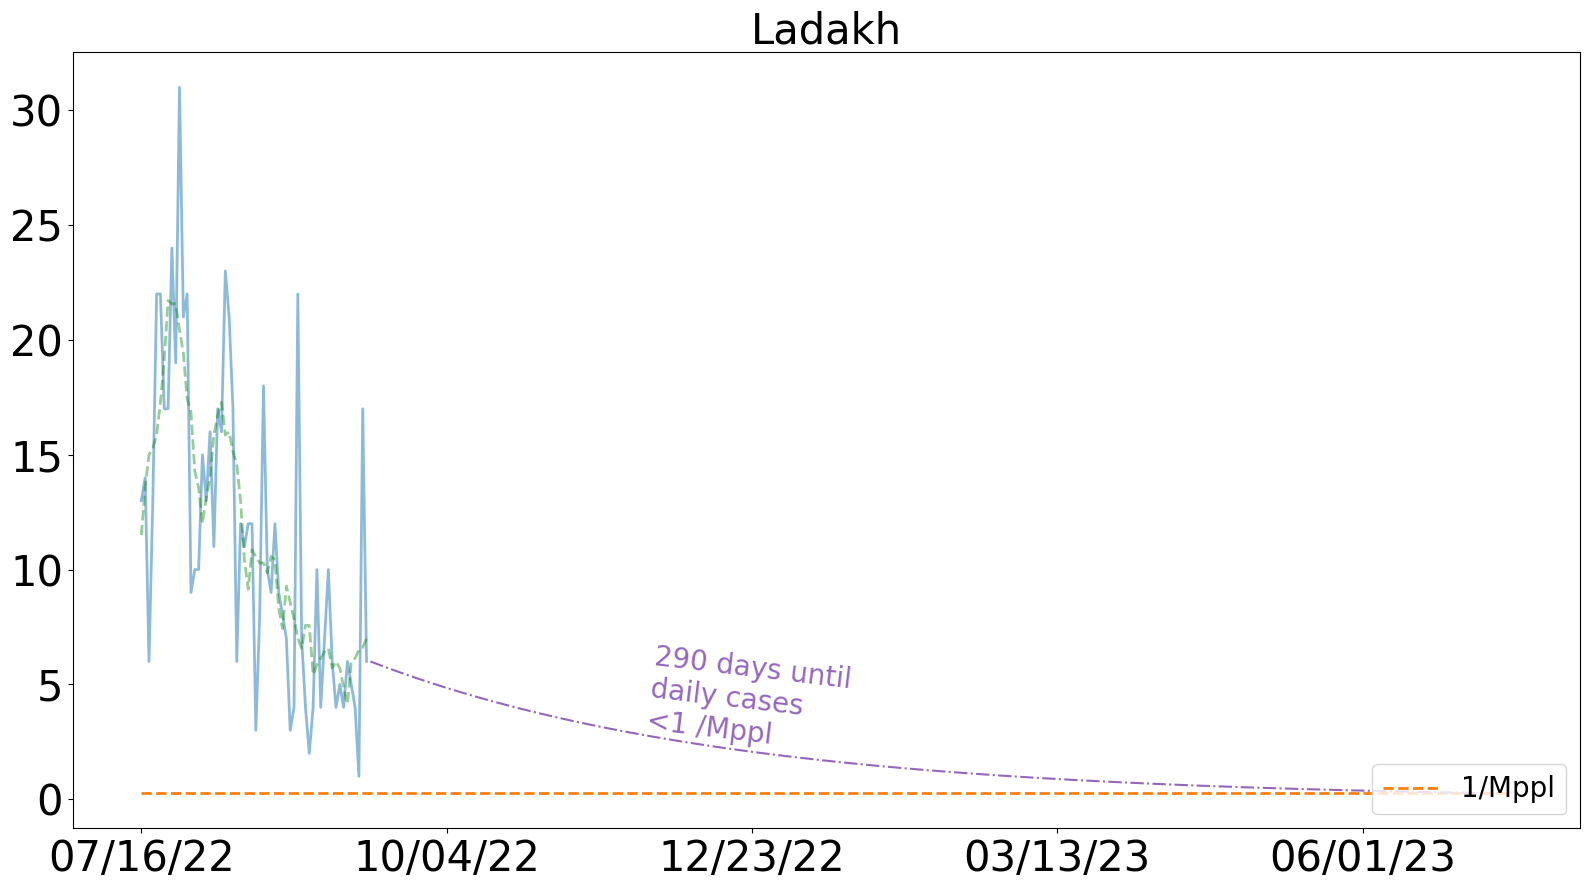 Ladakh
30
25
20
15
10
5
0
290 days until
daily cases
<1 /Mppl
1/Mppl
07/16/22
10/04/22
12/23/22
03/13/23
06/01/23